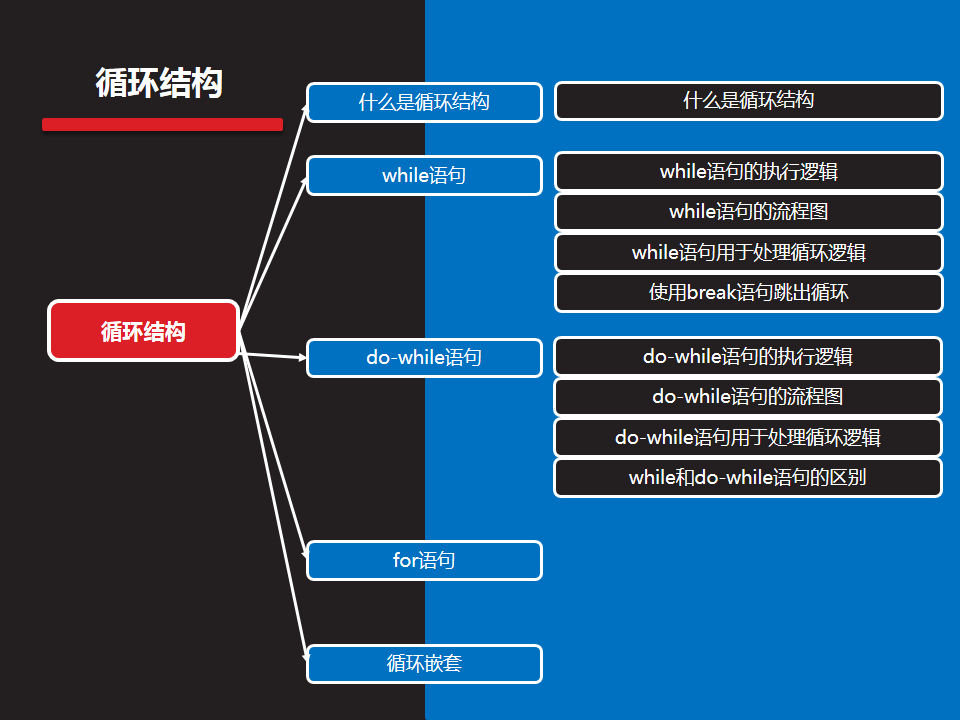 循环结构
什么是循环结构
什么是循环结构
while语句
while语句的执行逻辑
while语句的流程图
while语句用于处理循环逻辑
使用break语句跳出循环
循环结构
do-while语句
do-while语句的执行逻辑
do-while语句的流程图
do-while语句用于处理循环逻辑
while和do-while语句的区别
for语句
循环嵌套